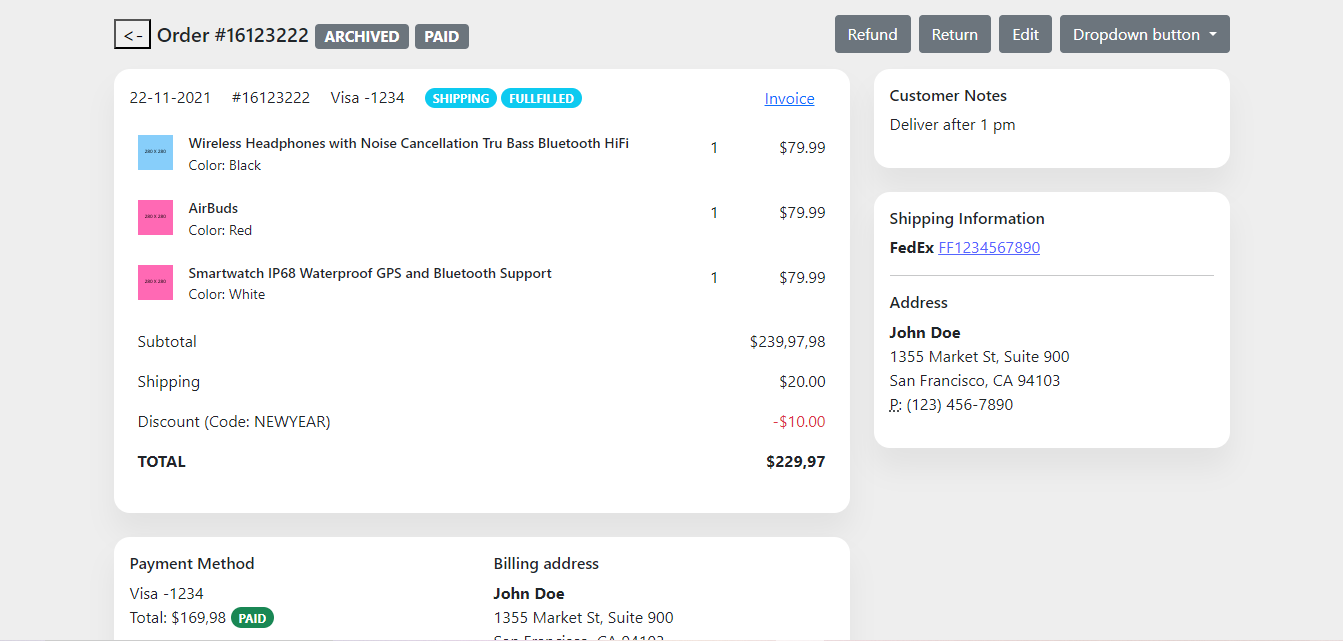 <- Order #16123222 ARCHIVED PAID
Refund Return Edit Dropdown button
22-11-2021 #16123222 Visa -1234 SHIPPING FULLFILLED Invoice
280 X 280
Wireless Headphones with Noise Cancellation Tru Bass Bluetooth HiFi 1 $79.99
Color: Black
280 X 280
AirBuds 1 $79.99
Color: Red
280 X 280
Smartwatch IP68 Waterproof GPS and Bluetooth Support 1 $79.99
Color: White
Subtotal $239,97,98
Shipping $20.00
Discount (Code: NEWYEAR) -$10.00
TOTAL $229,97
Customer Notes
Deliver after 1 pm
Shipping Information
FedEx FF1234567890
Address
John Doe
1355 Market St, Suite 900
San Francisco, CA 94103
P: (123) 456-7890
Payment Method
Visa -1234
Total: $169,98 PAID
Billing address
John Doe
1355 Market St, Suite 900
San Francisco, CA 94103